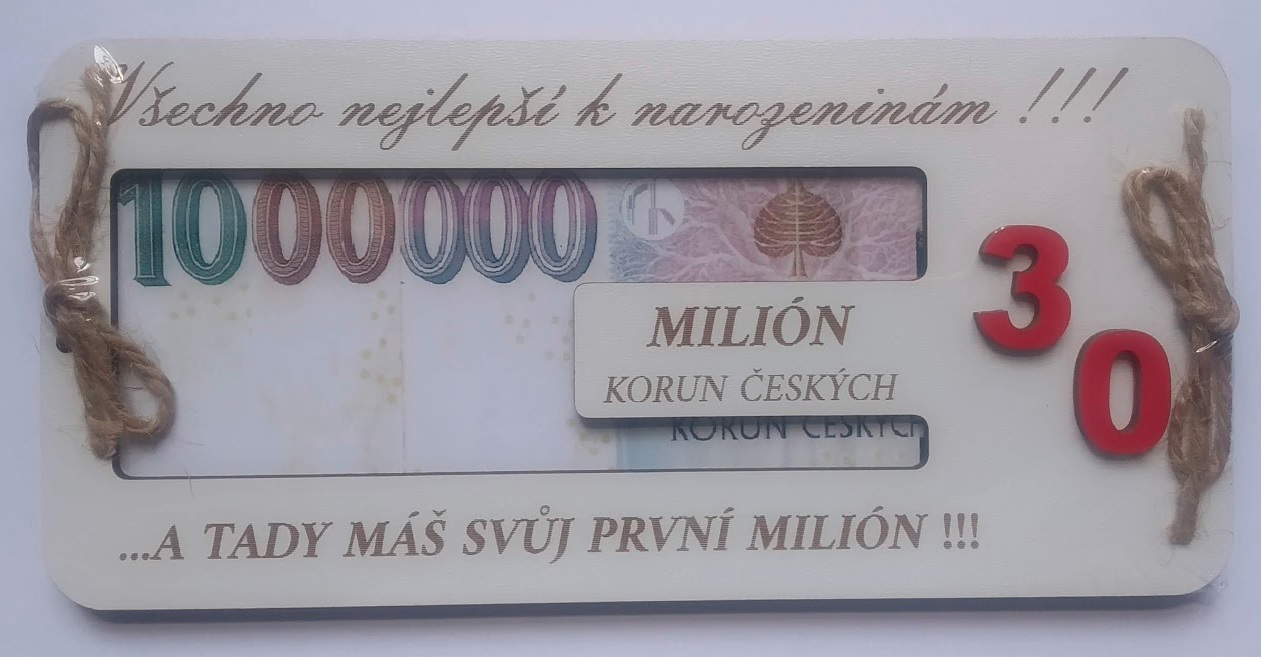 Všechno nejlepší k narozeninám !!!
1000000
30
MILIÓN
KORUN ČESKÝCH
KORUN ČESKÝCH
...A TADY MÁŠ SVŮJ PRVNÍ MILIÓN !!!